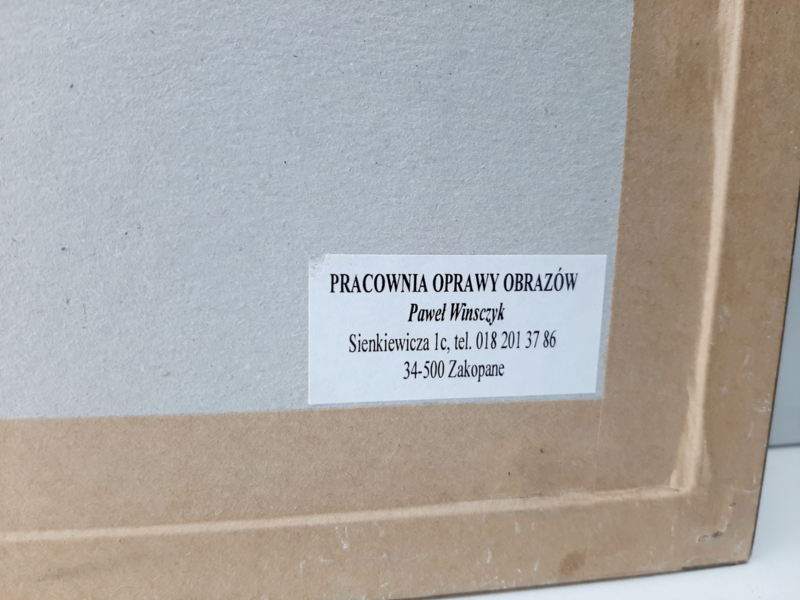 PRACOWNIA OPRAWY OBRAZÓW
Paweł Winsczyk
Sienkiewicza 1c, tel. 018 201 37 86
34-500 Zakopane